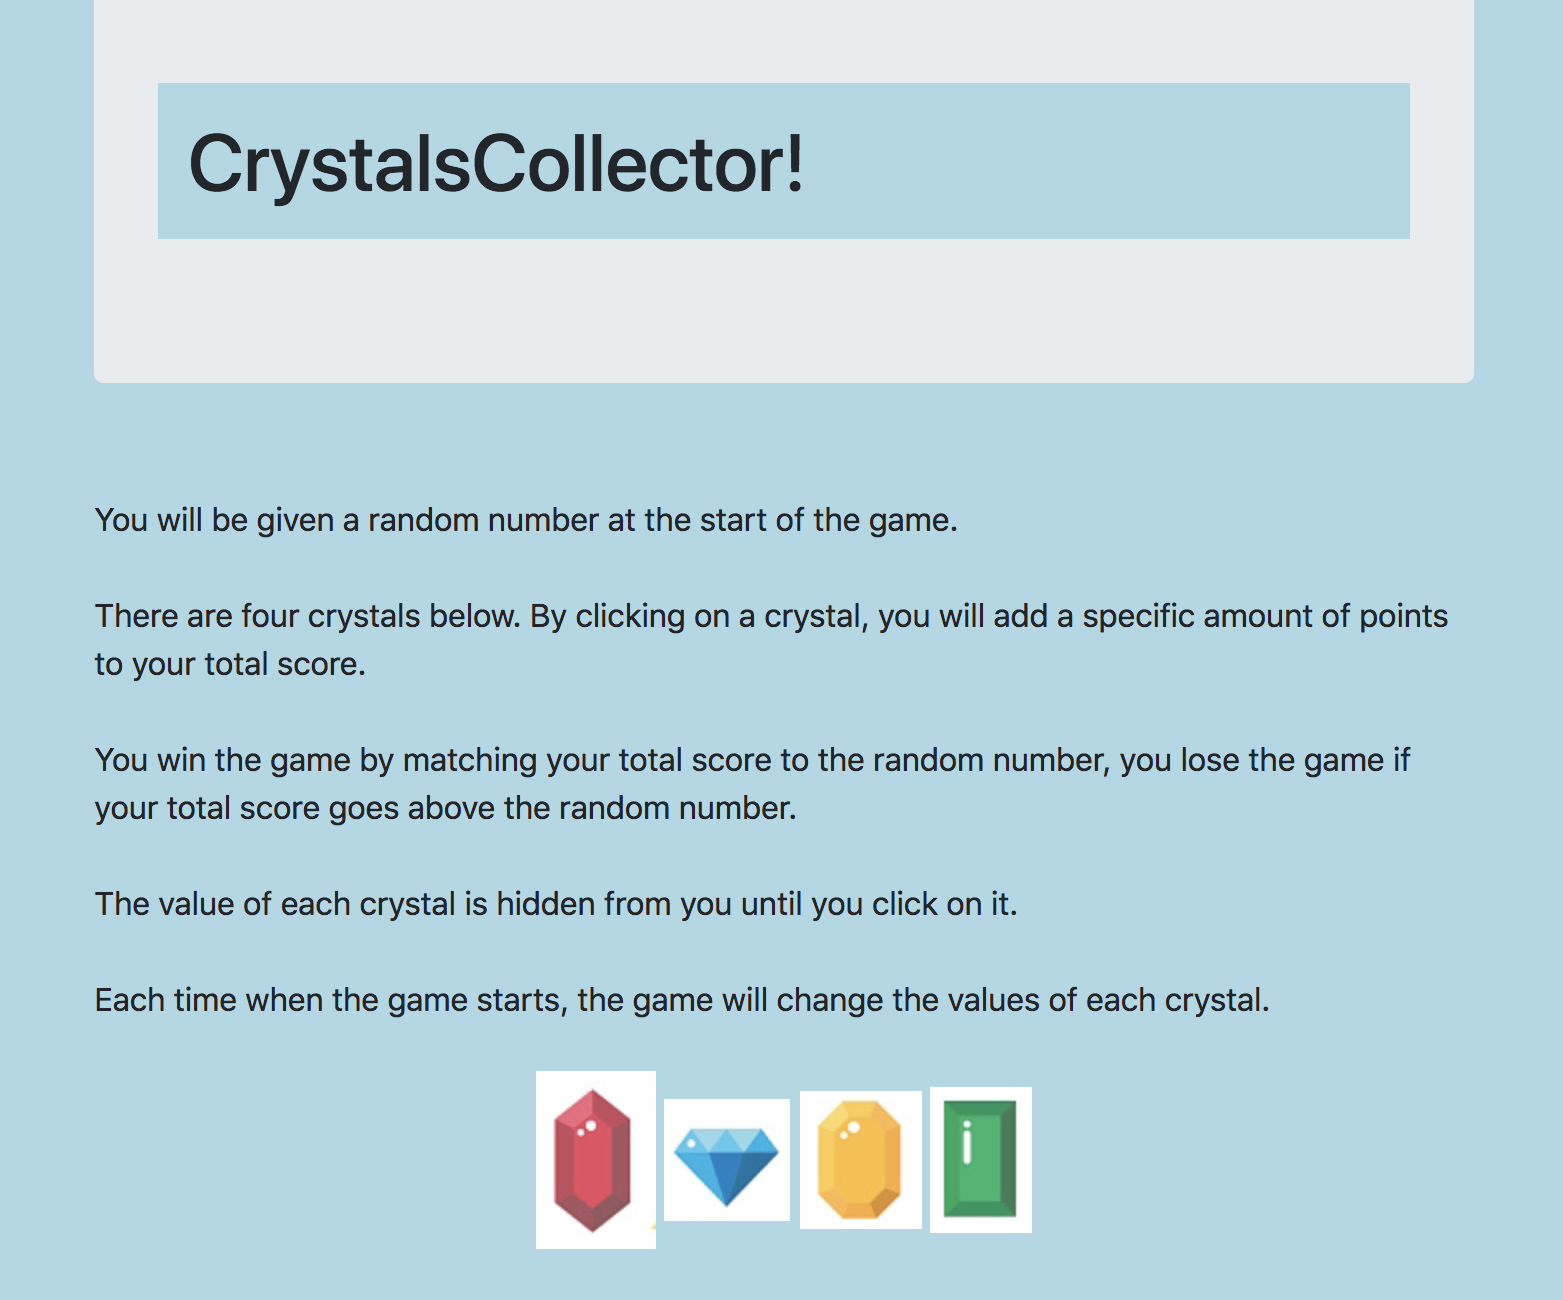 CrystalsCollector!
You will be given a random number at the start of the game.
There are four crystals below. By clicking on a crystal, you will add a specific amount of points
to your total score.
You win the game by matching your total score to the random number, you lose the game if
your total score goes above the random number.
The value of each crystal is hidden from you until you click on it.
Each time when the game starts, the game will change the values of each crystal.